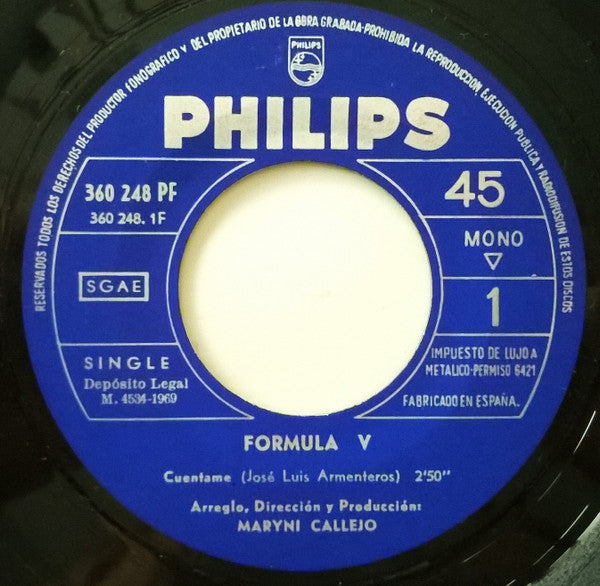 RESERVADOS TODOS LOS DERECHOS DEL PRODUCTOR FONOGRAFICO Y DEL PROPIETARIO DE LA OBRA GRABADA-PROHIBIDA LA REPRODUCCION, EJECUCION PUBLICA Y RADIODIFUSION DE ESTOS DISCOS
PHILIPS
PHILIPS
360 248 PF
360 248. 1F
45
MONO
SGAE
1
SINGLE
Depósito Legal
M. 4534-1969
IMPUESTO DE LUJO A
METALICO-PERMISO 6421
FABRICADO EN ESPAÑA.
FORMULA V
Cuentame (José Luis Armenteros) 2'50"
Arreglo, Dirección y Producción:
MARYNI CALLEJO